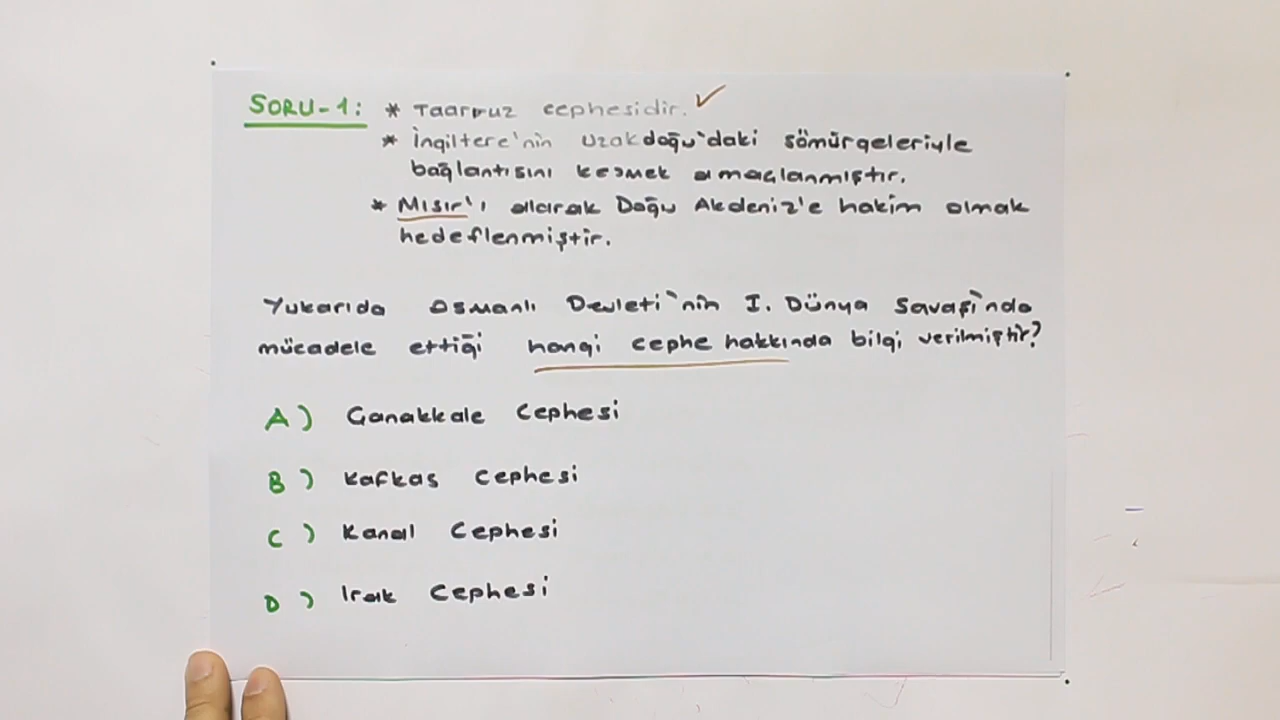 SORU-1: * Taarruz cephesidir.
* İngiltere'nin uzakdoğu'daki sömürgeleriyle
bağlantısını kesmek amaçlanmıştır.
* Mısır'ı alarak Doğu Akdeniz'e hakim olmak
hedeflenmiştir.
Yukarıda Osmanlı Devleti'nin I. Dünya Savaşı'nda
mücadele ettiği hangi cephe hakkında bilgi verilmiştir?
A) Çanakkale Cephesi
B) Kafkas Cephesi
C) Kanal Cephesi
D) Irak Cephesi